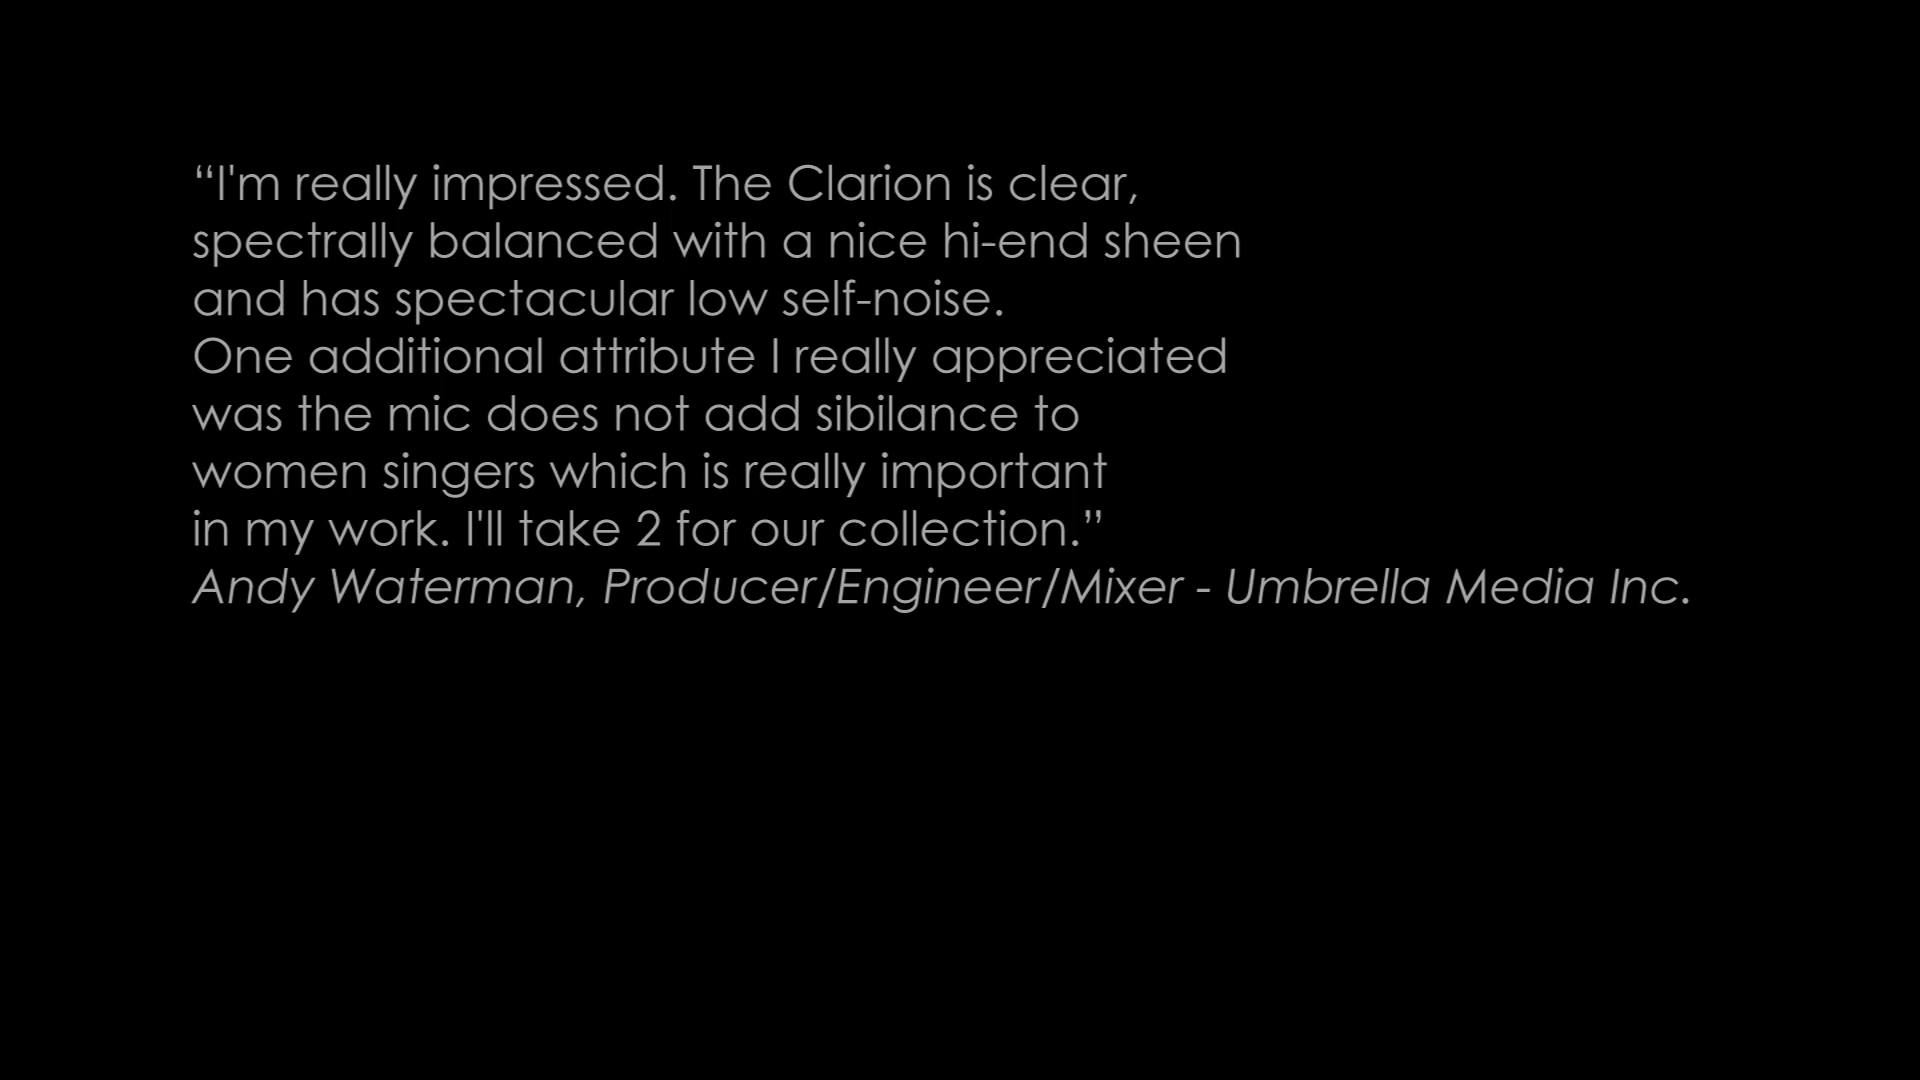 “I'm really impressed. The Clarion is clear,
spectrally balanced with a nice hi-end sheen
and has spectacular low self-noise.
One additional attribute I really appreciated
was the mic does not add sibilance to
women singers which is really important
in my work. I'll take 2 for our collection.”
Andy Waterman, Producer/Engineer/Mixer - Umbrella Media Inc.